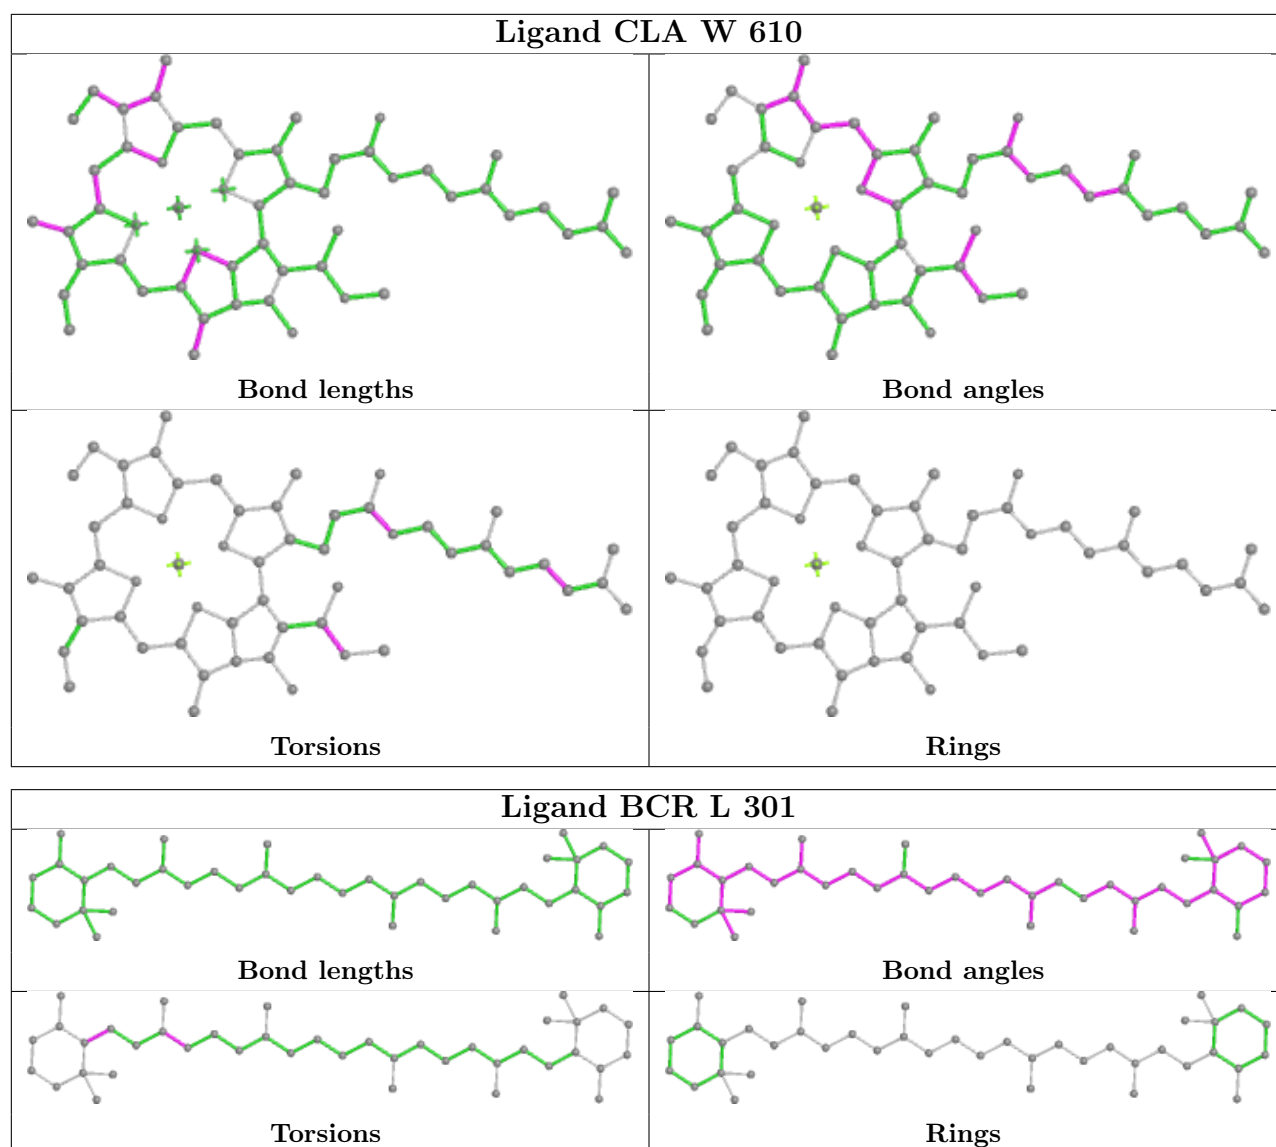 Ligand CLA W 610
Bond lengths
Bond angles
Torsions
Rings
Ligand BCR L 301
Bond lengths
Bond angles
Torsions
Rings